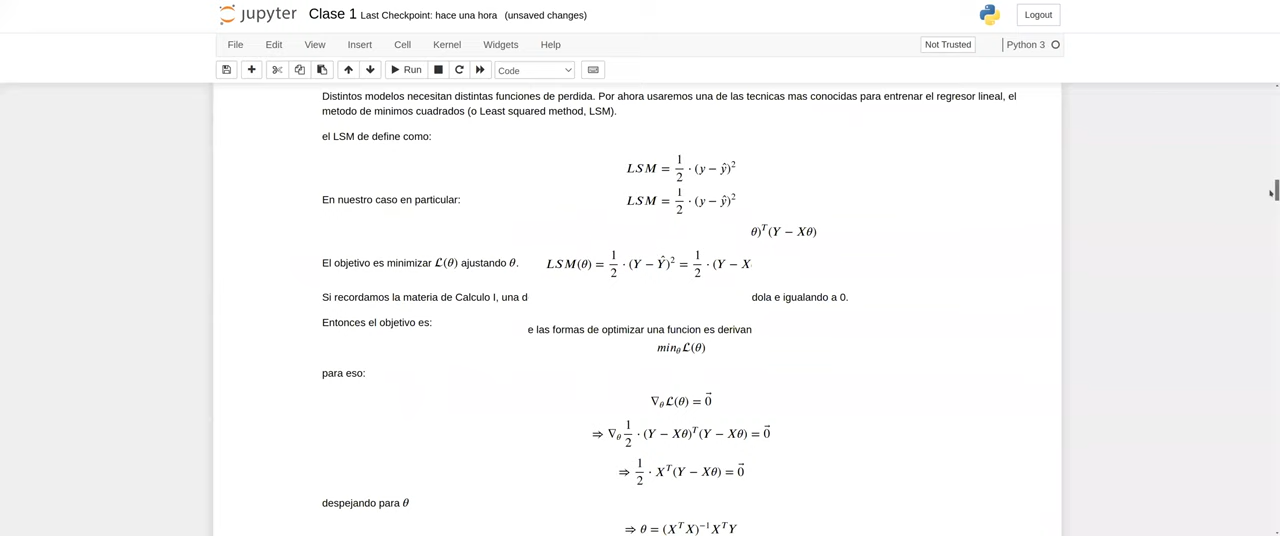 jupyter Clase 1 Last Checkpoint: hace una hora (unsaved changes) Logout
File Edit View Insert Cell Kernel Widgets Help Not Trusted Python 3
Run Code
Distintos modelos necesitan distintas funciones de perdida. Por ahora usaremos una de las tecnicas mas conocidas para entrenar el regresor lineal, el
metodo de minimos cuadrados (o Least squared method, LSM).
el LSM de define como:
LSM = 1/2 · (y − ŷ)²
En nuestro caso en particular: LSM = 1/2 · (y − ŷ)²
θ)ᵀ(Y − Xθ)
El objetivo es minimizar ℒ(θ) ajustando θ. LSM(θ) = 1/2 · (Y − Ŷ)² = 1/2 · (Y − X
Si recordamos la materia de Calculo I, una d dola e igualando a 0.
Entonces el objetivo es:
e las formas de optimizar una funcion es derivan
min_θ ℒ(θ)
para eso:
∇_θ ℒ(θ) = 0⃗
⇒ ∇_θ 1/2 · (Y − Xθ)ᵀ(Y − Xθ) = 0⃗
⇒ 1/2 · Xᵀ(Y − Xθ) = 0⃗
despejando para θ
⇒ θ = (XᵀX)⁻¹XᵀY